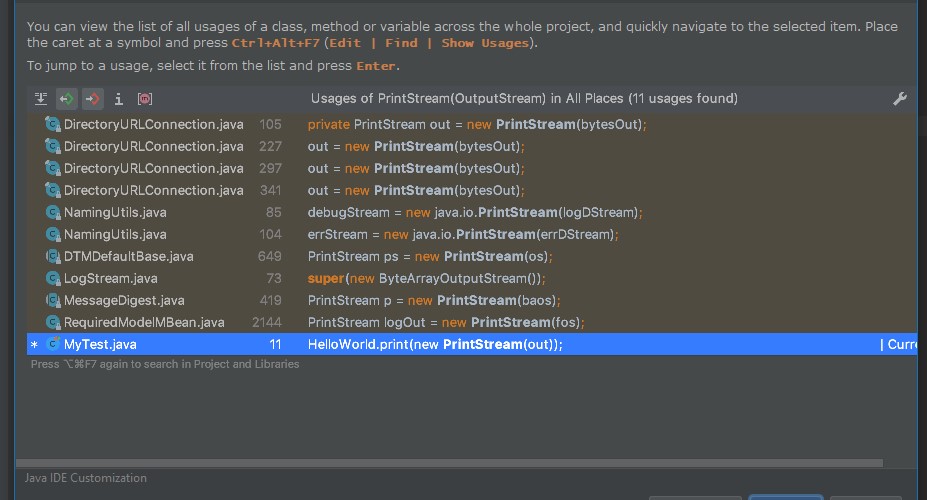 You can view the list of all usages of a class, method or variable across the whole project, and quickly navigate to the selected item. Place
the caret at a symbol and press Ctrl+Alt+F7 (Edit | Find | Show Usages).
To jump to a usage, select it from the list and press Enter.
Usages of PrintStream(OutputStream) in All Places (11 usages found)
DirectoryURLConnection.java 105 private PrintStream out = new PrintStream(bytesOut);
DirectoryURLConnection.java 227 out = new PrintStream(bytesOut);
DirectoryURLConnection.java 297 out = new PrintStream(bytesOut);
DirectoryURLConnection.java 341 out = new PrintStream(bytesOut);
NamingUtils.java 85 debugStream = new java.io.PrintStream(logDStream);
NamingUtils.java 104 errStream = new java.io.PrintStream(errDStream);
DTMDefaultBase.java 649 PrintStream ps = new PrintStream(os);
LogStream.java 73 super(new ByteArrayOutputStream());
MessageDigest.java 419 PrintStream p = new PrintStream(baos);
RequiredModelMBean.java 2144 PrintStream logOut = new PrintStream(fos);
* MyTest.java 11 HelloWorld.print(new PrintStream(out)); | Curre
Press ⌥⌘F7 again to search in Project and Libraries
Java IDE Customization